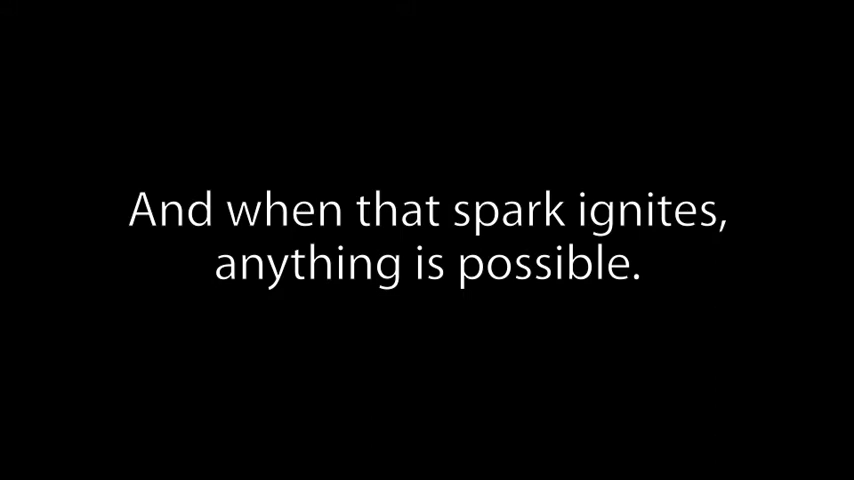 And when that spark ignites,
anything is possible.